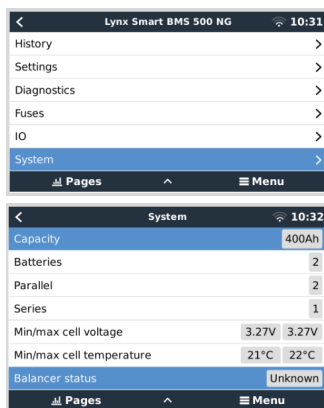 Lynx Smart BMS 500 NG 10:31
History
Settings
Diagnostics
Fuses
IO
System
Pages Menu
System 10:32
Capacity 400Ah
Batteries 2
Parallel 2
Series 1
Min/max cell voltage 3.27V 3.27V
Min/max cell temperature 21°C 22°C
Balancer status Unknown
Pages Menu